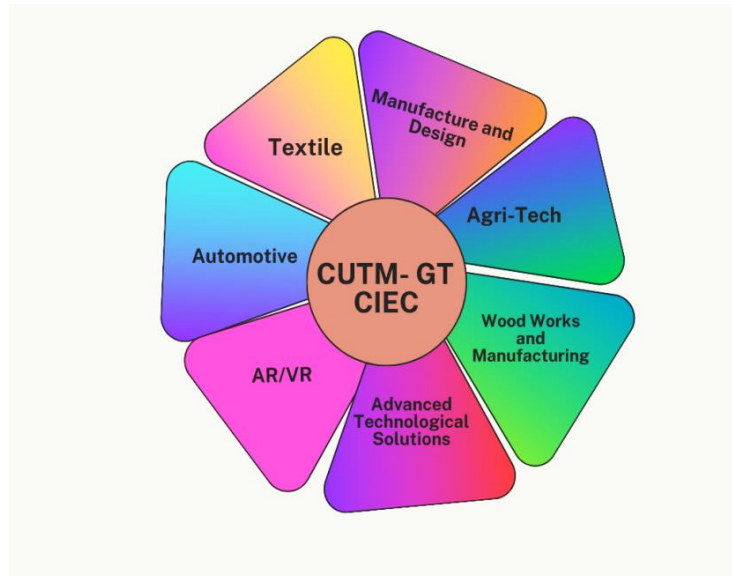 Manufacture and
Design
Textile
Agri-Tech
Automotive
CUTM- GT
CIEC
Wood Works
and
Manufacturing
AR/VR
Advanced
Technological
Solutions